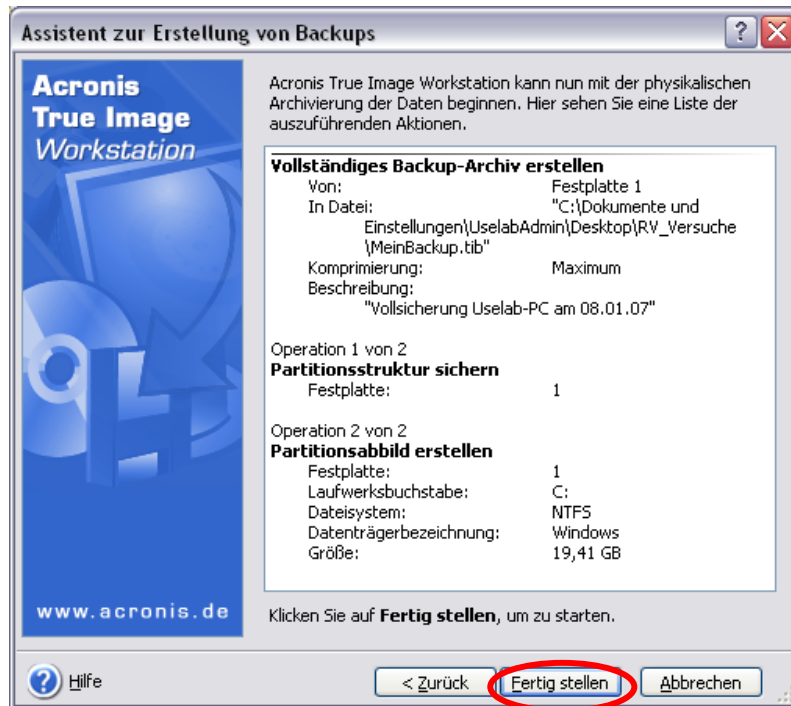 Assistent zur Erstellung von Backups
Acronis
True Image
Workstation
Acronis True Image Workstation kann nun mit der physikalischen
Archivierung der Daten beginnen. Hier sehen Sie eine Liste der
auszuführenden Aktionen.
Vollständiges Backup-Archiv erstellen
Von: Festplatte 1
In Datei: "C:\Dokumente und
Einstellungen\UselabAdmin\Desktop\RV_Versuche
\MeinBackup.tib"
Komprimierung: Maximum
Beschreibung:
"Vollsicherung Uselab-PC am 08.01.07"
Operation 1 von 2
Partitionsstruktur sichern
Festplatte: 1
Operation 2 von 2
Partitionsabbild erstellen
Festplatte: 1
Laufwerksbuchstabe: C:
Dateisystem: NTFS
Datenträgerbezeichnung: Windows
Größe: 19,41 GB
www.acronis.de
Klicken Sie auf Fertig stellen, um zu starten.
Hilfe
< Zurück
Fertig stellen
Abbrechen